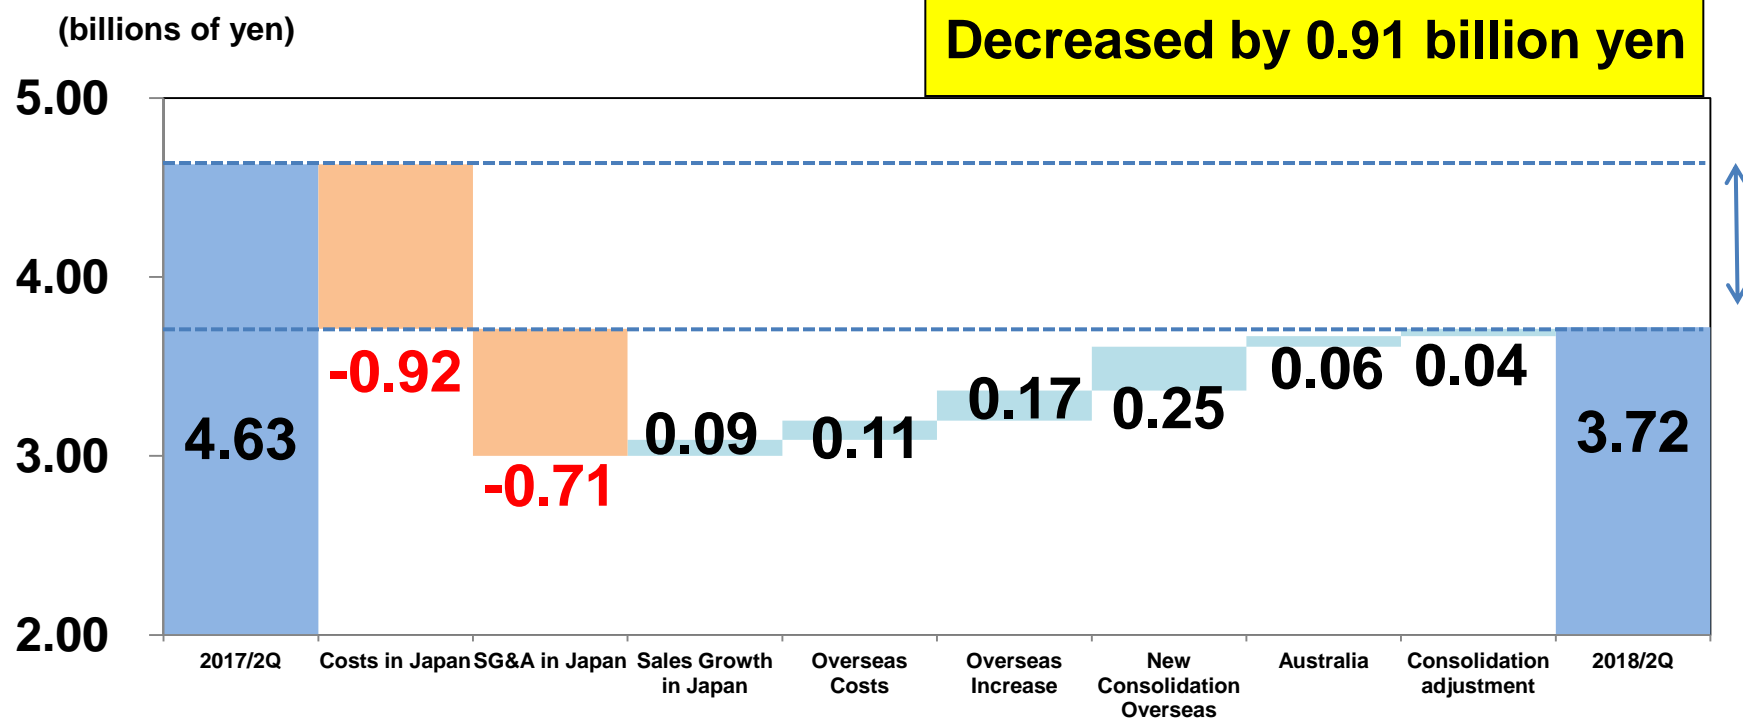 (billions of yen)
Decreased by 0.91 billion yen
5.00
4.00
3.00
2.00
4.63
-0.92
-0.71
0.09
0.11
0.17
0.25
0.06
0.04
3.72
2017/2Q
Costs in Japan
SG&A in Japan
Sales Growth
in Japan
Overseas
Costs
Overseas
Increase
New
Consolidation
Overseas
Australia
Consolidation
adjustment
2018/2Q